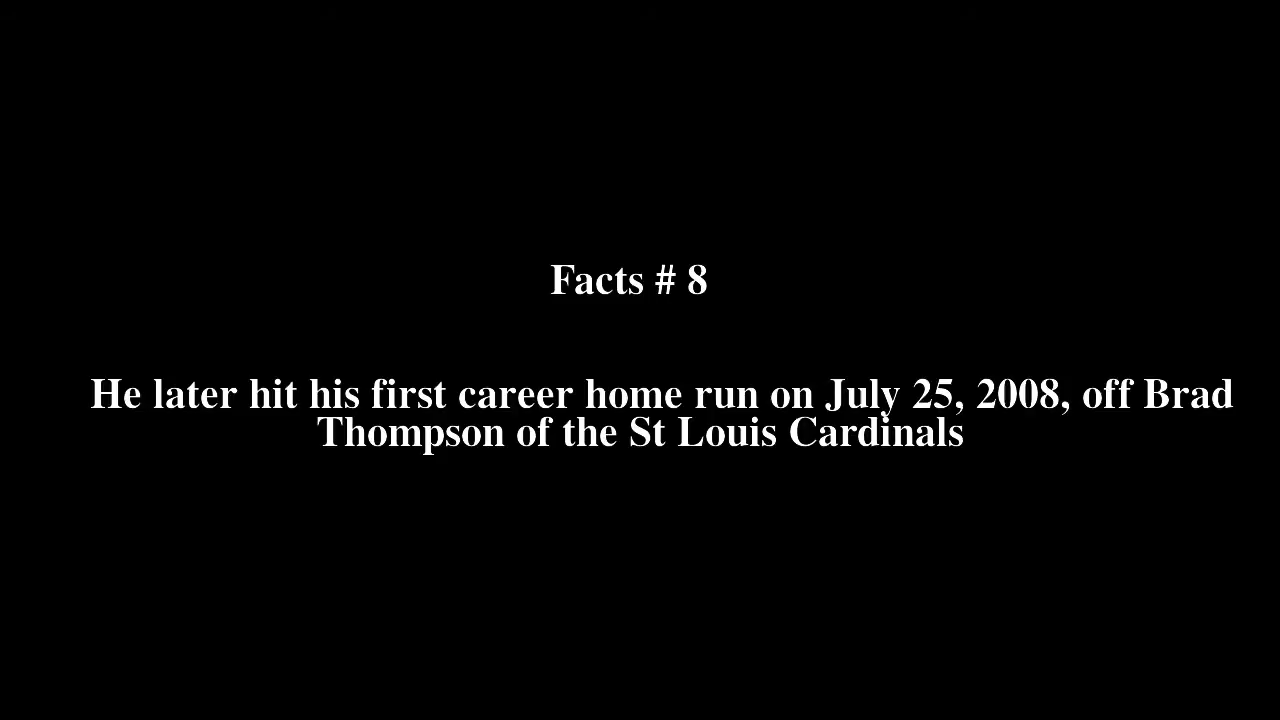 Facts # 8
He later hit his first career home run on July 25, 2008, off Brad
Thompson of the St Louis Cardinals